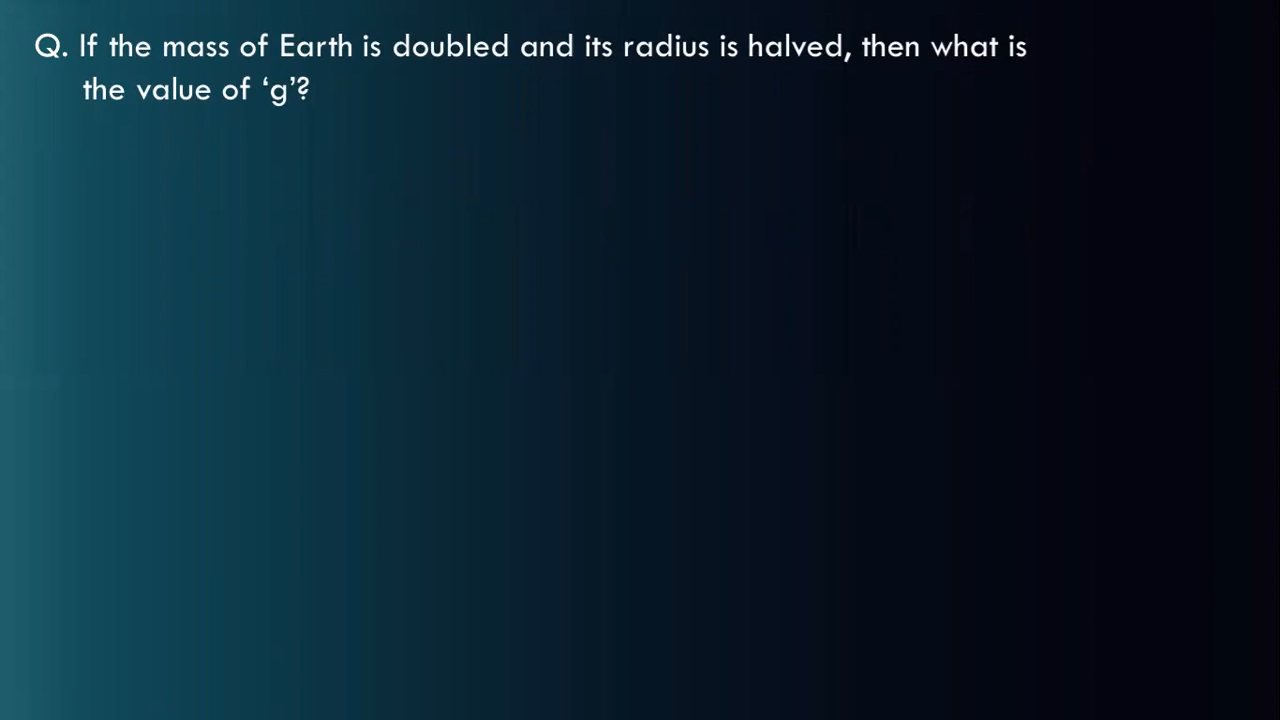 Q. If the mass of Earth is doubled and its radius is halved, then what is
the value of ‘g’?